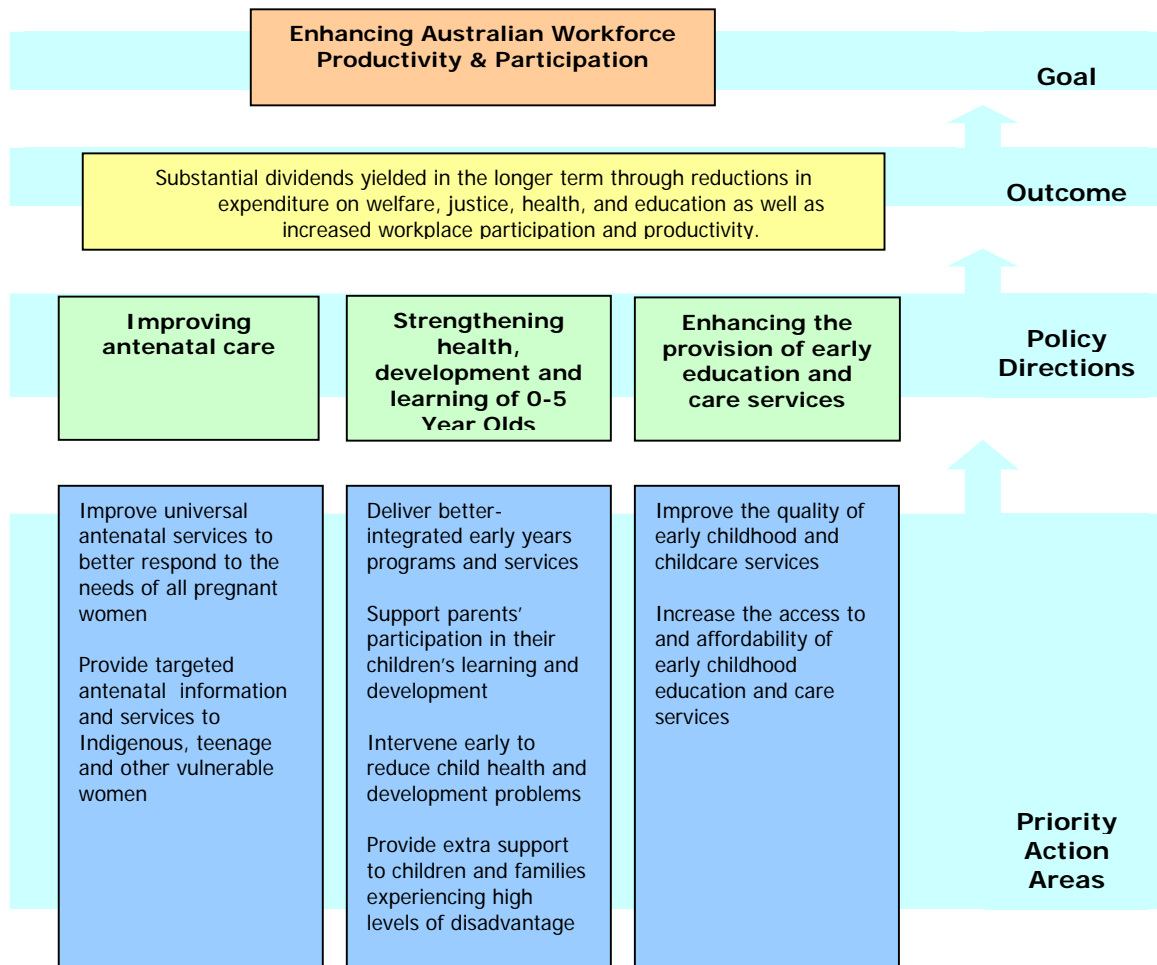 Enhancing Australian Workforce
Productivity & Participation
Goal
Substantial dividends yielded in the longer term through reductions in
expenditure on welfare, justice, health, and education as well as
increased workplace participation and productivity.
Outcome
Improving
antenatal care
Strengthening
health,
development and
learning of 0-5
Year Olds
Enhancing the
provision of early
education and
care services
Policy
Directions
Improve universal
antenatal services to
better respond to the
needs of all pregnant
women
Provide targeted
antenatal information
and services to
Indigenous, teenage
and other vulnerable
women
Deliver better-
integrated early years
programs and services
Support parents’
participation in their
children’s learning and
development
Intervene early to
reduce child health and
development problems
Provide extra support
to children and families
experiencing high
levels of disadvantage
Improve the quality of
early childhood and
childcare services
Increase the access to
and affordability of
early childhood
education and care
services
Priority
Action
Areas